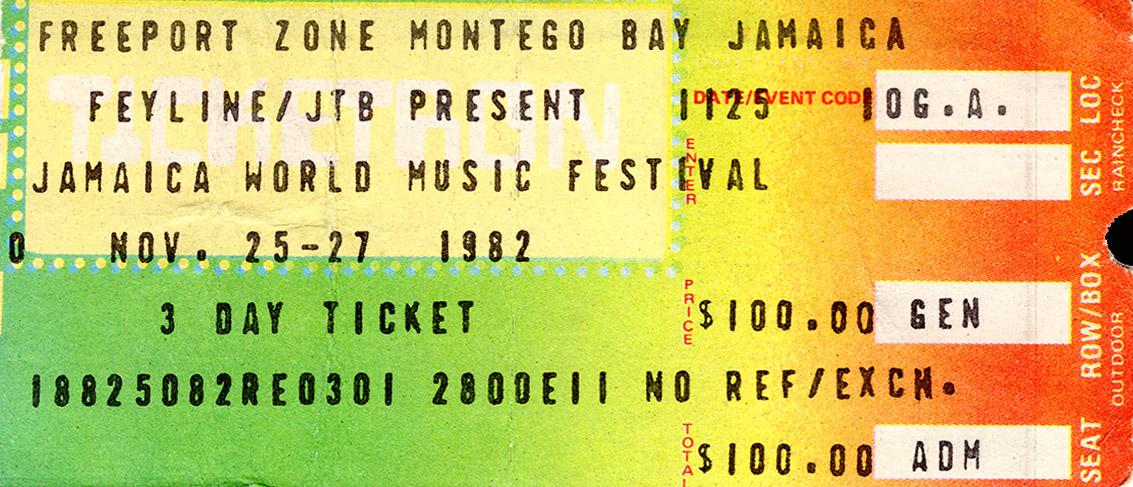 FREEPORT ZONE MONTEGO BAY JAMAICA
TICKETRON
FEYLINE/JTB PRESENT 1125 IOG.A.
DATE/EVENT COD
JAMAICA WORLD MUSIC FESTIVAL
ENTER
0 NOV. 25-27 1982
3 DAY TICKET $100.00 GEN
PRICE
18825082RE0301 2800E11 NO REF/EXCH.
$100.00 ADM
TOTAL
SEC LOC
RAINCHECK
ROW/BOX
OUTDOOR
SEAT